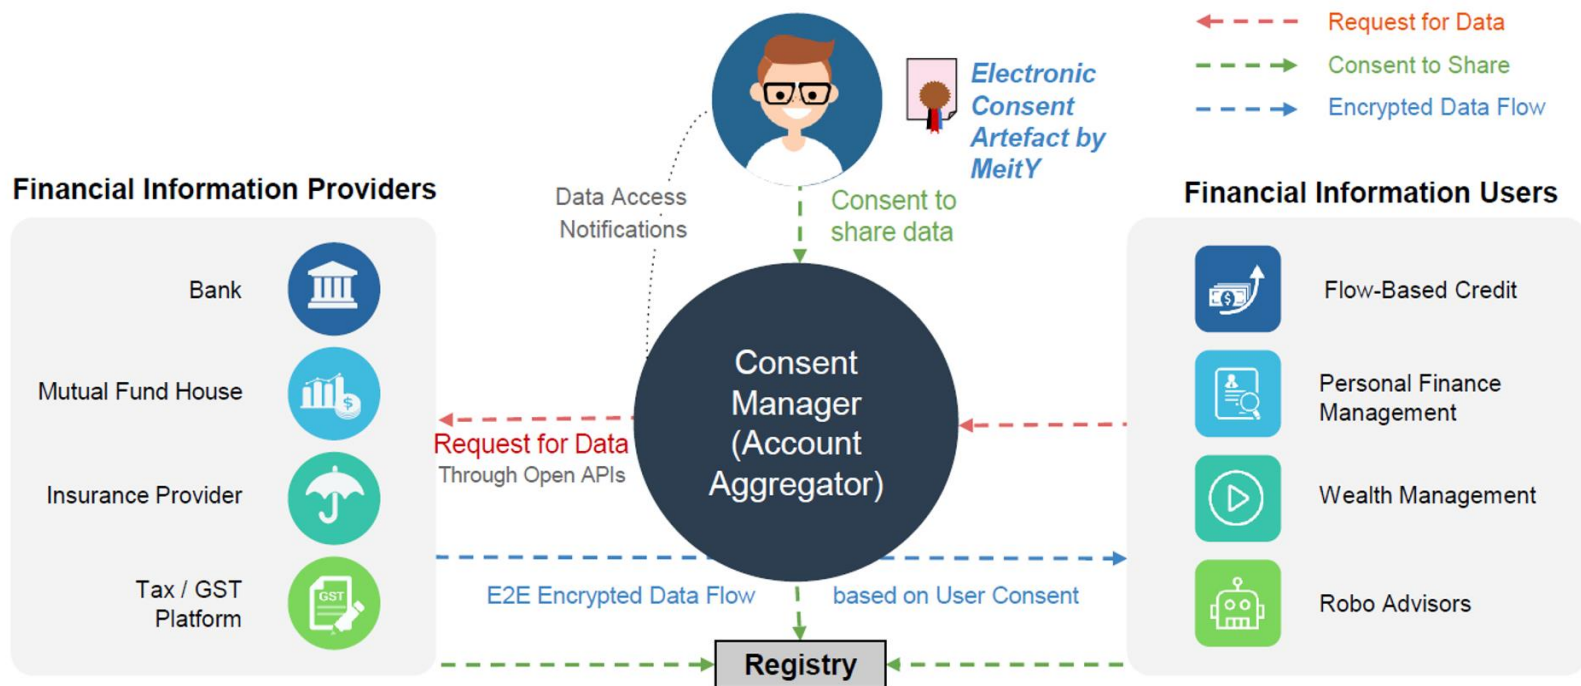 Request for Data
Consent to Share
Encrypted Data Flow
Electronic
Consent
Artefact by
MeitY
Financial Information Providers
Data Access
Notifications
Consent to
share data
Financial Information Users
Bank
Mutual Fund House
Insurance Provider
Tax / GST
Platform
GST
$
Consent
Manager
(Account
Aggregator)
Request for Data
Through Open APIs
E2E Encrypted Data Flow
based on User Consent
Registry
$
Flow-Based Credit
Personal Finance
Management
Wealth Management
Robo Advisors